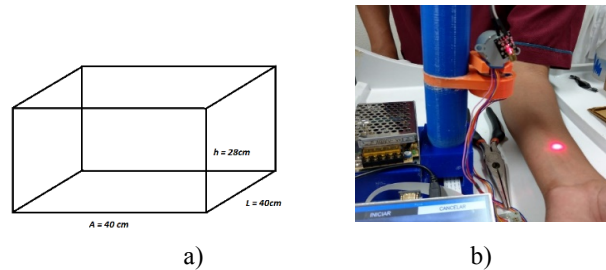 h = 28cm
L = 40cm
A = 40 cm
INICIAR
CANCELAR
a)
b)